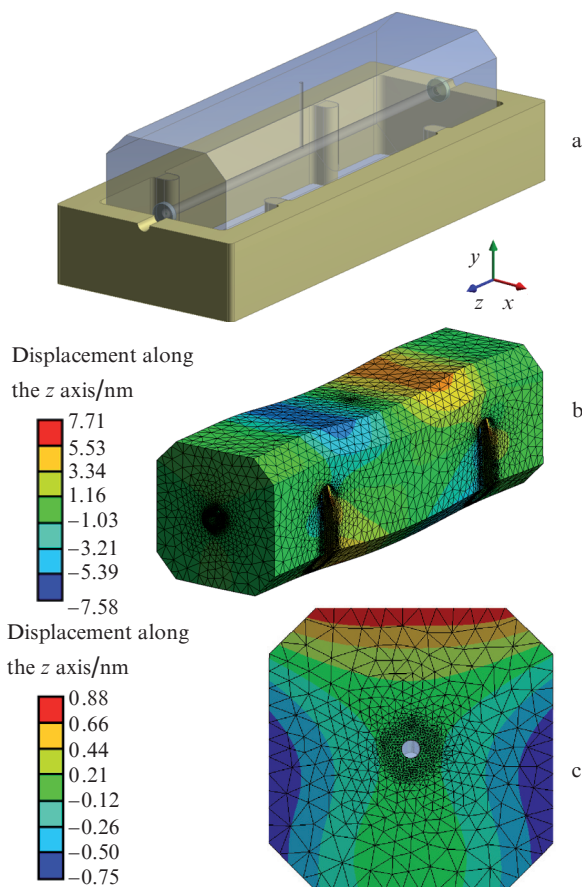 a
y
z x
Displacement along
the z axis/nm
b
7.71
5.53
3.34
1.16
–1.03
–3.21
–5.39
–7.58
Displacement along
the z axis/nm
0.88
0.66
0.44
0.21
–0.12
–0.26
–0.50
–0.75
c